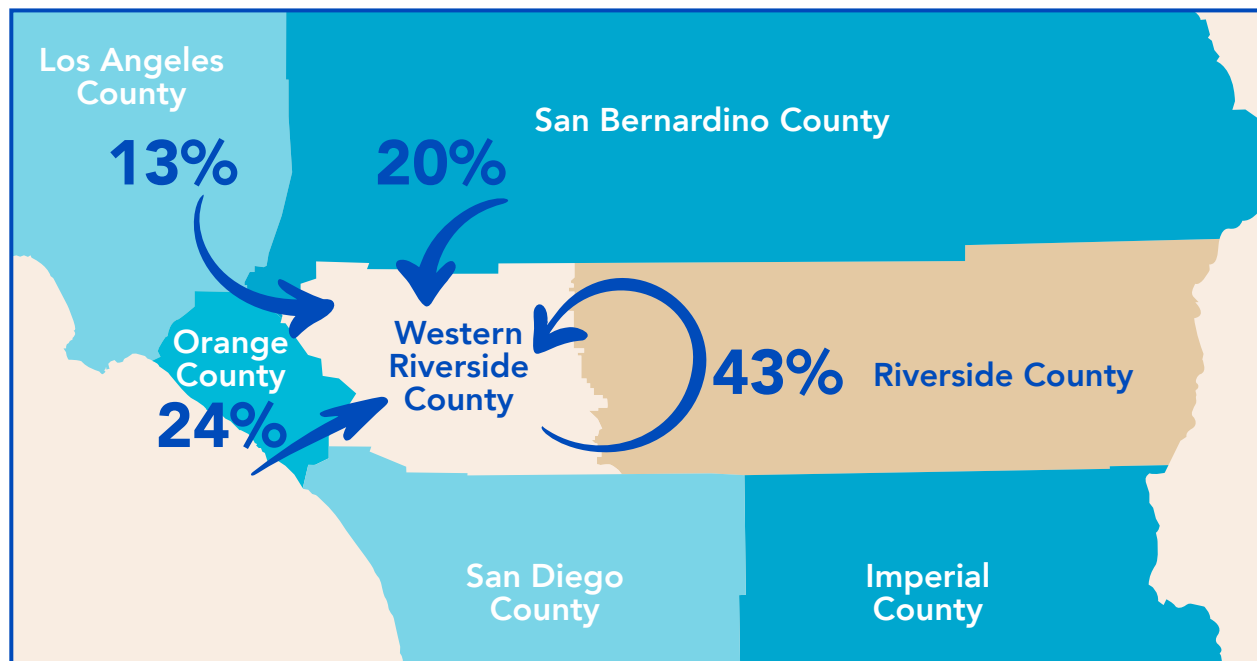 Los Angeles
County
13%
20%
San Bernardino County
Orange
County
24%
Western
Riverside
County
43%
Riverside County
San Diego
County
Imperial
County